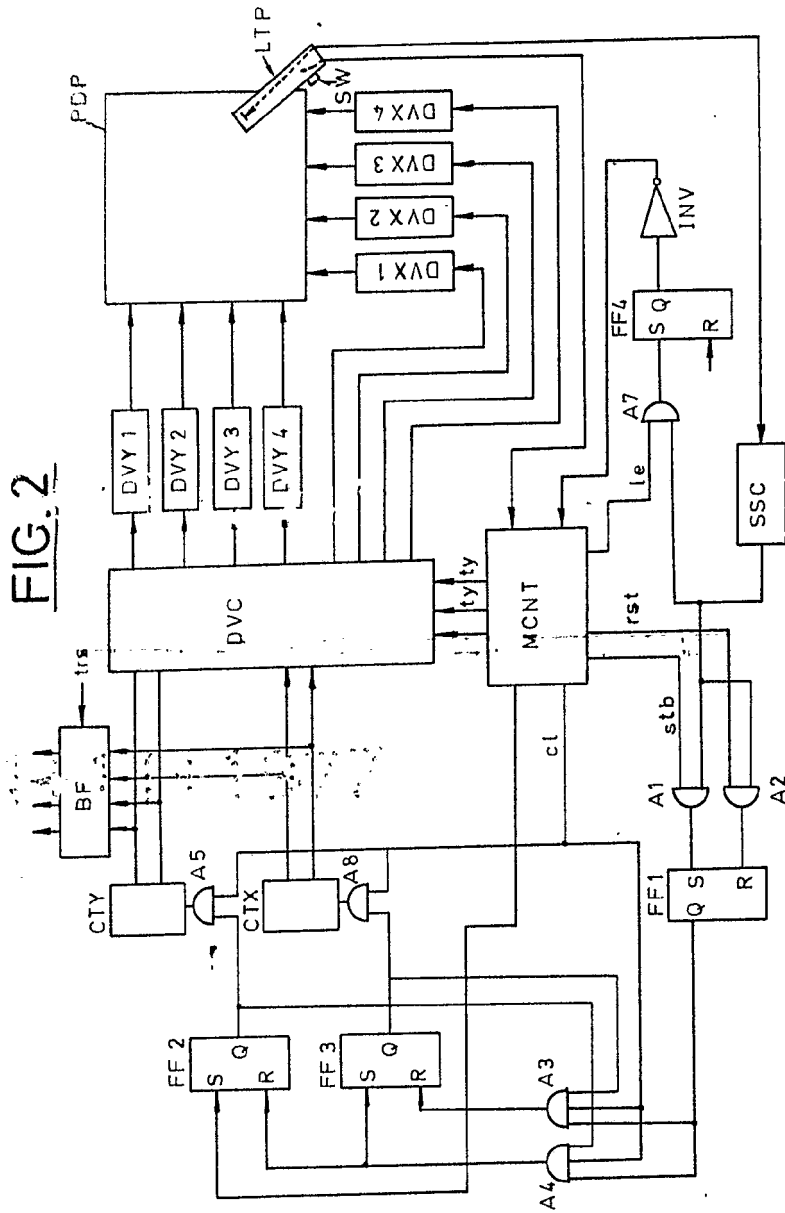 FIG. 2
PDP
LTP
SW
DVY 1
DVY 2
DVY 3
DVY 4
DVX 1
DVX 2
DVX 3
DVX 4
DVC
trs
BF
CTY
A5
CTX
A8
FF 2
S
Q
R
FF 3
S
Q
R
A3
A4
ty
ty
MCNT
cl
le
rst
stb
A1
A2
FF1
Q
S
R
A7
FF4
S
Q
R
INV
SSC